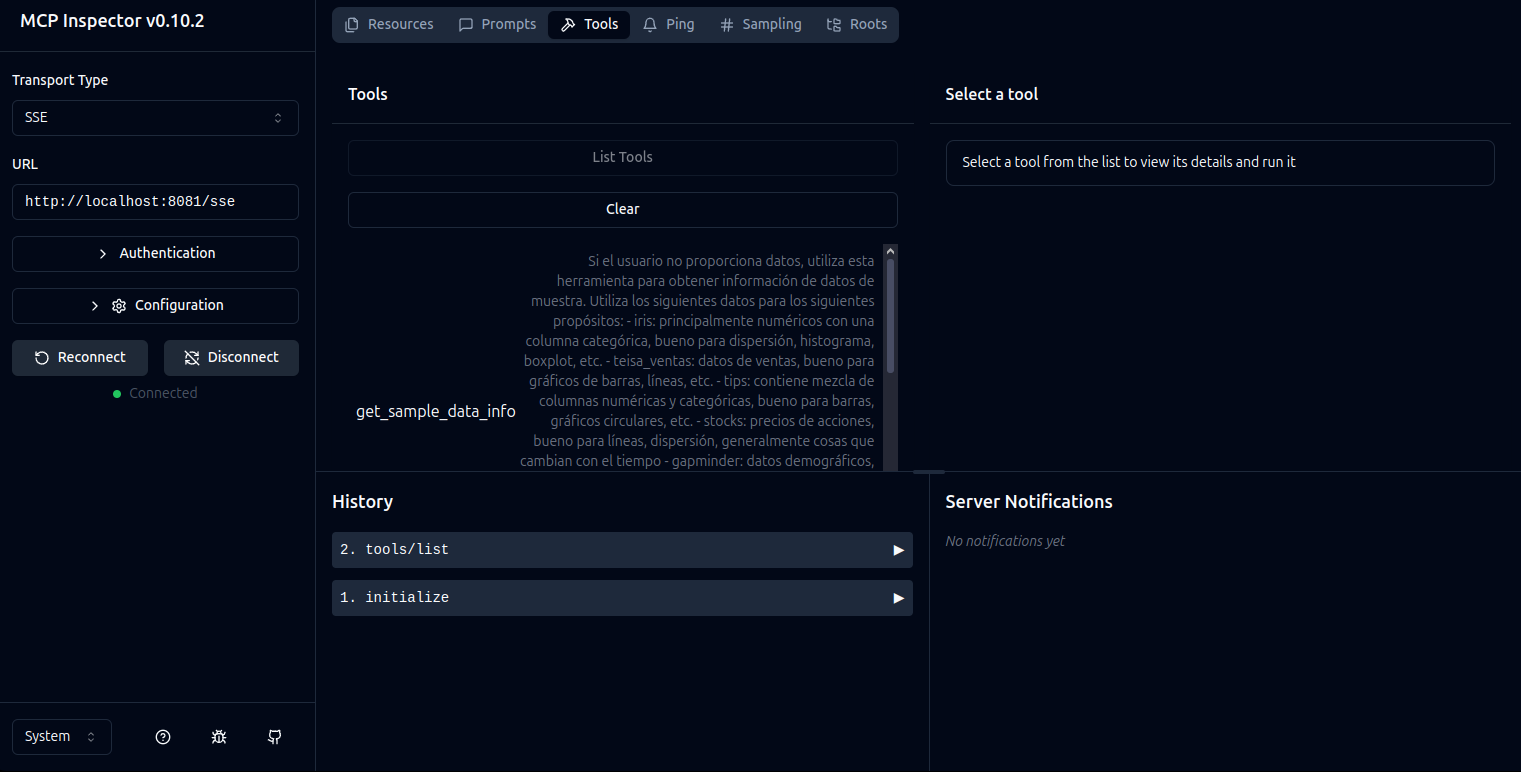 MCP Inspector v0.10.2
Transport Type
SSE
URL
http://localhost:8081/sse
Authentication
Configuration
Reconnect
Disconnect
Connected
System
Resources
Prompts
Tools
Ping
Sampling
Roots
Tools
List Tools
Clear
get_sample_data_info
Si el usuario no proporciona datos, utiliza esta
herramienta para obtener información de datos de
muestra. Utiliza los siguientes datos para los siguientes
propósitos: - iris: principalmente numéricos con una
columna categórica, bueno para dispersión, histograma,
boxplot, etc. - teisa_ventas: datos de ventas, bueno para
gráficos de barras, líneas, etc. - tips: contiene mezcla de
columnas numéricas y categóricas, bueno para barras,
gráficos circulares, etc. - stocks: precios de acciones,
bueno para líneas, dispersión, generalmente cosas que
cambian con el tiempo - gapminder: datos demográficos,
Select a tool
Select a tool from the list to view its details and run it
History
2. tools/list
1. initialize
Server Notifications
No notifications yet